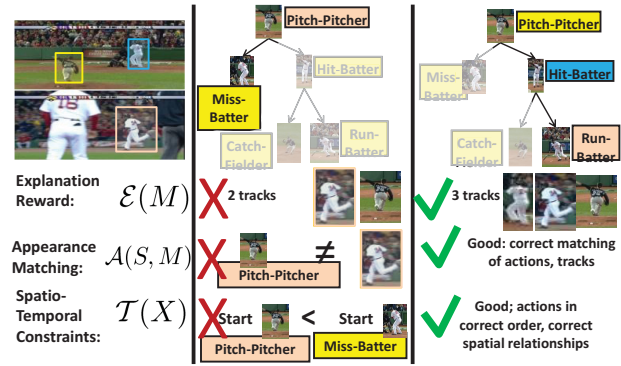 Pitch-Pitcher
Hit-Batter
Miss-
Batter
Catch-
Fielder
Run-
Batter
Pitch-Pitcher
Miss-
Batter
Hit-Batter
Catch-
Fielder
Run-
Batter
Explanation
Reward:
ℰ(M)
2 tracks
3 tracks
Appearance
Matching:
𝒜(S, M)
Pitch-Pitcher
≠
Good: correct matching
of actions, tracks
Spatio-
Temporal
Constraints:
𝒯(X)
Start
<
Start
Pitch-Pitcher
Miss-Batter
Good; actions in
correct order, correct
spatial relationships